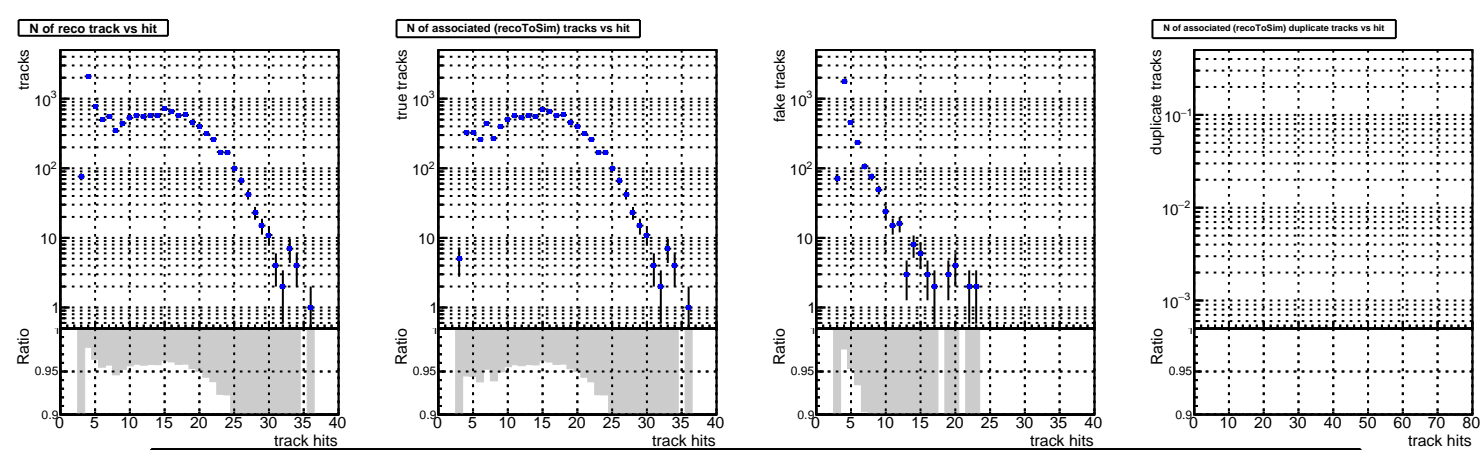 N of reco track vs hit
tracks
10³
10²
10
1
Ratio
1
0.95
0.9
0 5 10 15 20 25 30 35 40
track hits
N of associated (recoToSim) tracks vs hit
true tracks
10³
10²
10
1
Ratio
1
0.95
0.9
0 5 10 15 20 25 30 35 40
track hits
fake tracks
10³
10²
10
1
Ratio
1
0.95
0.9
0 5 10 15 20 25 30 35 40
track hits
N of associated (recoToSim) duplicate tracks vs hit
duplicate tracks
10⁻¹
10⁻²
10⁻³
Ratio
1
0.95
0.9
0 10 20 30 40 50 60 70 80
track hits